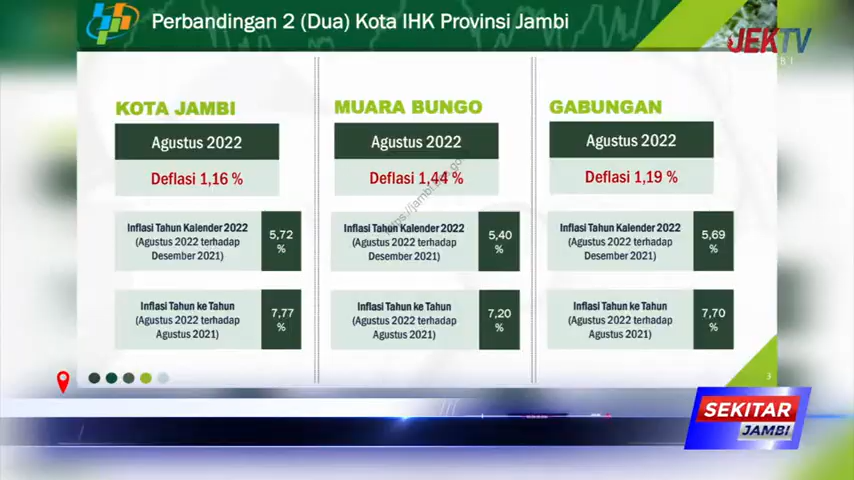 Perbandingan 2 (Dua) Kota IHK Provinsi Jambi
JEKTV
KOTA JAMBI
Agustus 2022
Deflasi 1,16 %
Inflasi Tahun Kalender 2022
(Agustus 2022 terhadap
Desember 2021)
5,72
%
Inflasi Tahun ke Tahun
(Agustus 2022 terhadap
Agustus 2021)
7,77
%
MUARA BUNGO
Agustus 2022
Deflasi 1,44 %
Inflasi Tahun Kalender 2022
(Agustus 2022 terhadap
Desember 2021)
5,40
%
Inflasi Tahun ke Tahun
(Agustus 2022 terhadap
Agustus 2021)
7,20
%
GABUNGAN
Agustus 2022
Deflasi 1,19 %
Inflasi Tahun Kalender 2022
(Agustus 2022 terhadap
Desember 2021)
5,69
%
Inflasi Tahun ke Tahun
(Agustus 2022 terhadap
Agustus 2021)
7,70
%
3
SEKITAR
JAMBI